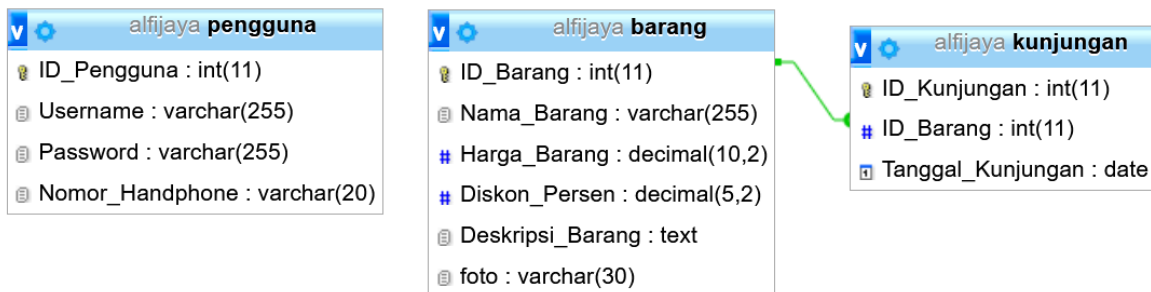 v alfijaya pengguna
ID_Pengguna : int(11)
Username : varchar(255)
Password : varchar(255)
Nomor_Handphone : varchar(20)
v alfijaya barang
ID_Barang : int(11)
Nama_Barang : varchar(255)
# Harga_Barang : decimal(10,2)
# Diskon_Persen : decimal(5,2)
Deskripsi_Barang : text
foto : varchar(30)
v alfijaya kunjungan
ID_Kunjungan : int(11)
# ID_Barang : int(11)
Tanggal_Kunjungan : date